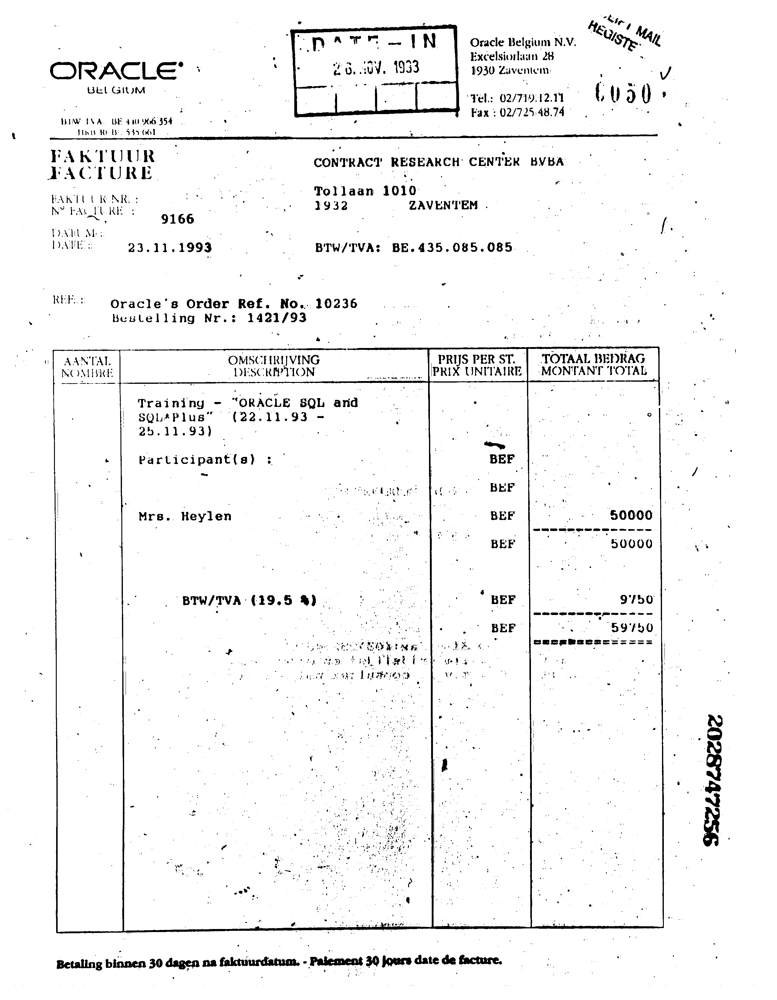 ORACLE
BELGIUM
DATE - IN
26. NOV. 1993
Oracle Belgium N.V.
Excelsiorlaan 28
1930 Zaventem
Tel.: 02/719.12.11
Fax : 02/725.48.74
MAIL
REGISTE
0050
BTW TVA BE 440 966 354
FAKTUUR
FACTURE
CONTRACT RESEARCH CENTER BVBA
Tollaan 1010
1932 ZAVENTEM
FAKTUUR NR. :
N° FACTURE : 9166
DATUM :
DATE : 23.11.1993
BTW/TVA: BE.435.085.085
REF. : Oracle's Order Ref. No. 10236
Bestelling Nr.: 1421/93
AANTAL OMSCHRIJVING PRIJS PER ST. TOTAAL BEDRAG
NOMBRE DESCRIPTION PRIX UNITAIRE MONTANT TOTAL
Training - "ORACLE SQL and
SQL*Plus" (22.11.93 -
25.11.93)
Participant(s) : BEF
BEF
Mrs. Heylen BEF 50000
BEF 50000
BTW/TVA (19.5 %) BEF 9750
BEF 59750
2028747256
Betaling binnen 30 dagen na faktuurdatum. - Paiement 30 jours date de facture.